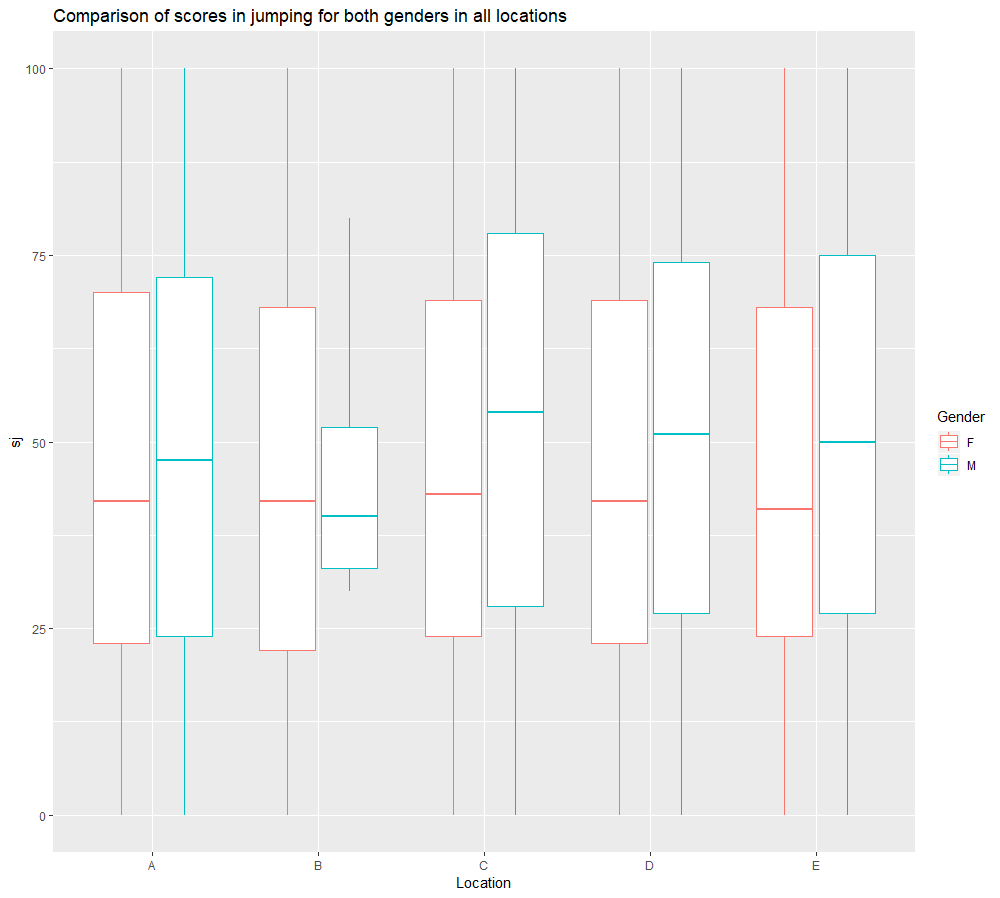 Comparison of scores in jumping for both genders in all locations
100
75
50
25
0
sj
A B C D E
Location
Gender
F
M